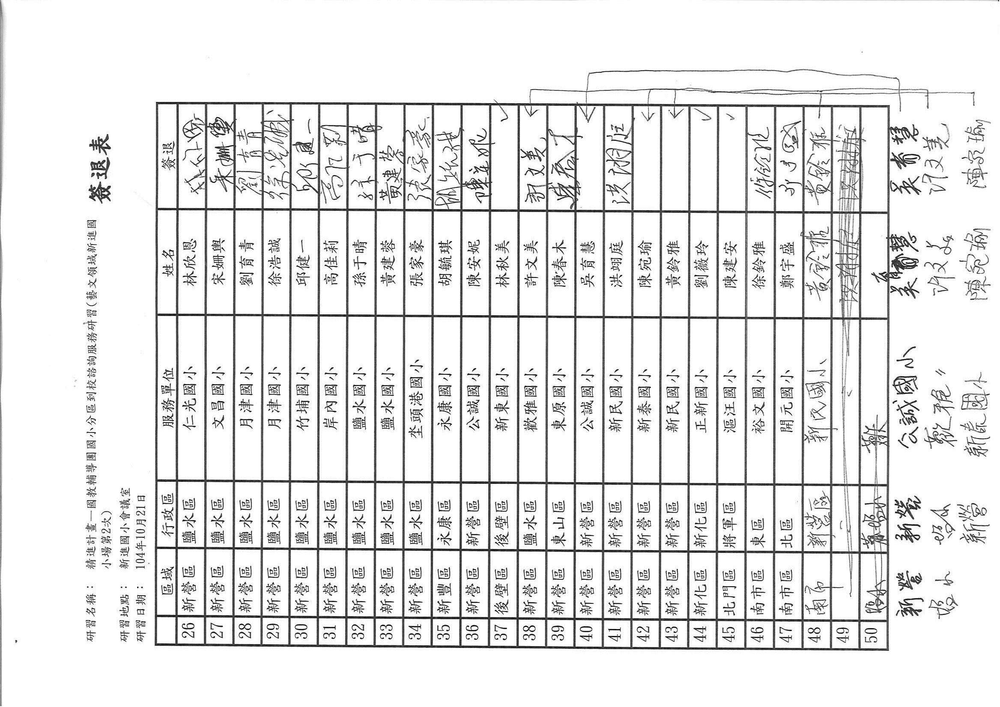 簽退表
研習名稱： 精進計畫—國教輔導團國小分區到校諮詢服務研習(藝文領域新進國
小場第2次)
研習地點： 新進國小會議室
研習日期： 104年10月21日
區域 行政區 服務單位 姓名 簽退
26 新營區 鹽水區 仁光國小 林欣恩
27 新營區 鹽水區 文昌國小 宋姍輿
28 新營區 鹽水區 月津國小 劉育青 劉育青
29 新營區 鹽水區 月津國小 徐浩誠 徐浩誠
30 新營區 鹽水區 竹埔國小 邱健一 邱健一
31 新營區 鹽水區 岸內國小 高佳莉 高佳莉
32 新營區 鹽水區 鹽水國小 孫于晴 孫于晴
33 新營區 鹽水區 鹽水國小 黃建蓉 黃建蓉
34 新營區 鹽水區 坔頭港國小 張家豪 張家豪
35 新豐區 永康區 永康國小 胡毓琪 胡毓琪
36 新營區 新營區 公誠國小 陳安妮 陳安妮
37 後壁區 後壁區 新東國小 林秋美 ✓
38 新營區 鹽水區 歡雅國小 許文美 許文美
39 新營區 東山區 東原國小 陳春木
40 新營區 新營區 公誠國小 吳育慧
41 新營區 新營區 新民國小 洪翊庭 洪翊庭
42 新營區 新營區 新泰國小 陳宛瑜
43 新營區 新營區 新民國小 黃鈴雅
44 新化區 新化區 正新國小 劉薇玲 ✓
45 北門區 將軍區 漚汪國小 陳建安 ✓
46 南市區 東區 裕文國小 徐鈴雅 徐鈴雅
47 南市區 北區 開元國小 鄭宇盛
48 南市 新營區 新民國小 黃鈴雅 黃鈴雅
49
50
新營 新營 公誠國小 吳育慧 吳育慧
鹽水 鹽水 歡雅〃 許文美 許文美
新營 新泰國小 陳宛瑜 陳宛瑜